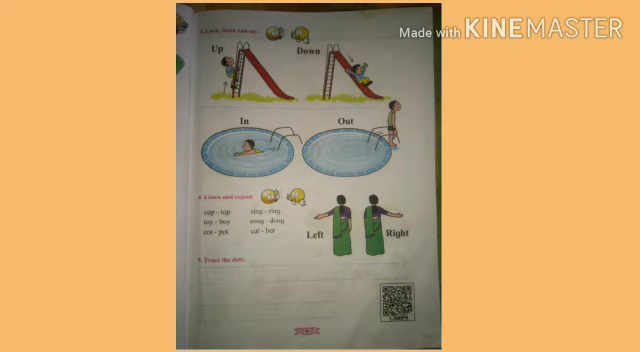 Made with KINEMASTER
3. Look, listen and say.
Up
Down
In
Out
4. Listen and repeat.
cap - tap sing - ring
toy - boy song - dong
cot - pot cat - bat
Left
Right
5. Trace the dots.